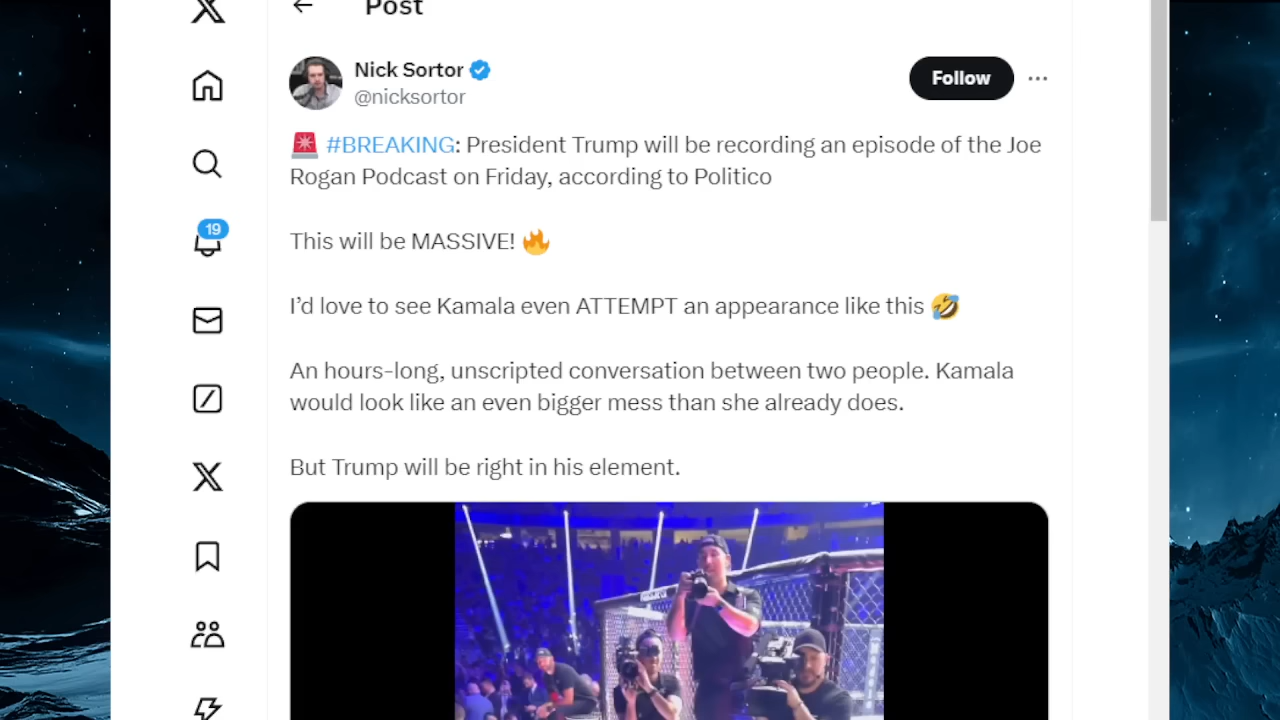 Post
Nick Sortor
@nicksortor
Follow
🚨 #BREAKING: President Trump will be recording an episode of the Joe
Rogan Podcast on Friday, according to Politico
This will be MASSIVE! 🔥
I’d love to see Kamala even ATTEMPT an appearance like this 🤣
An hours-long, unscripted conversation between two people. Kamala
would look like an even bigger mess than she already does.
But Trump will be right in his element.
19